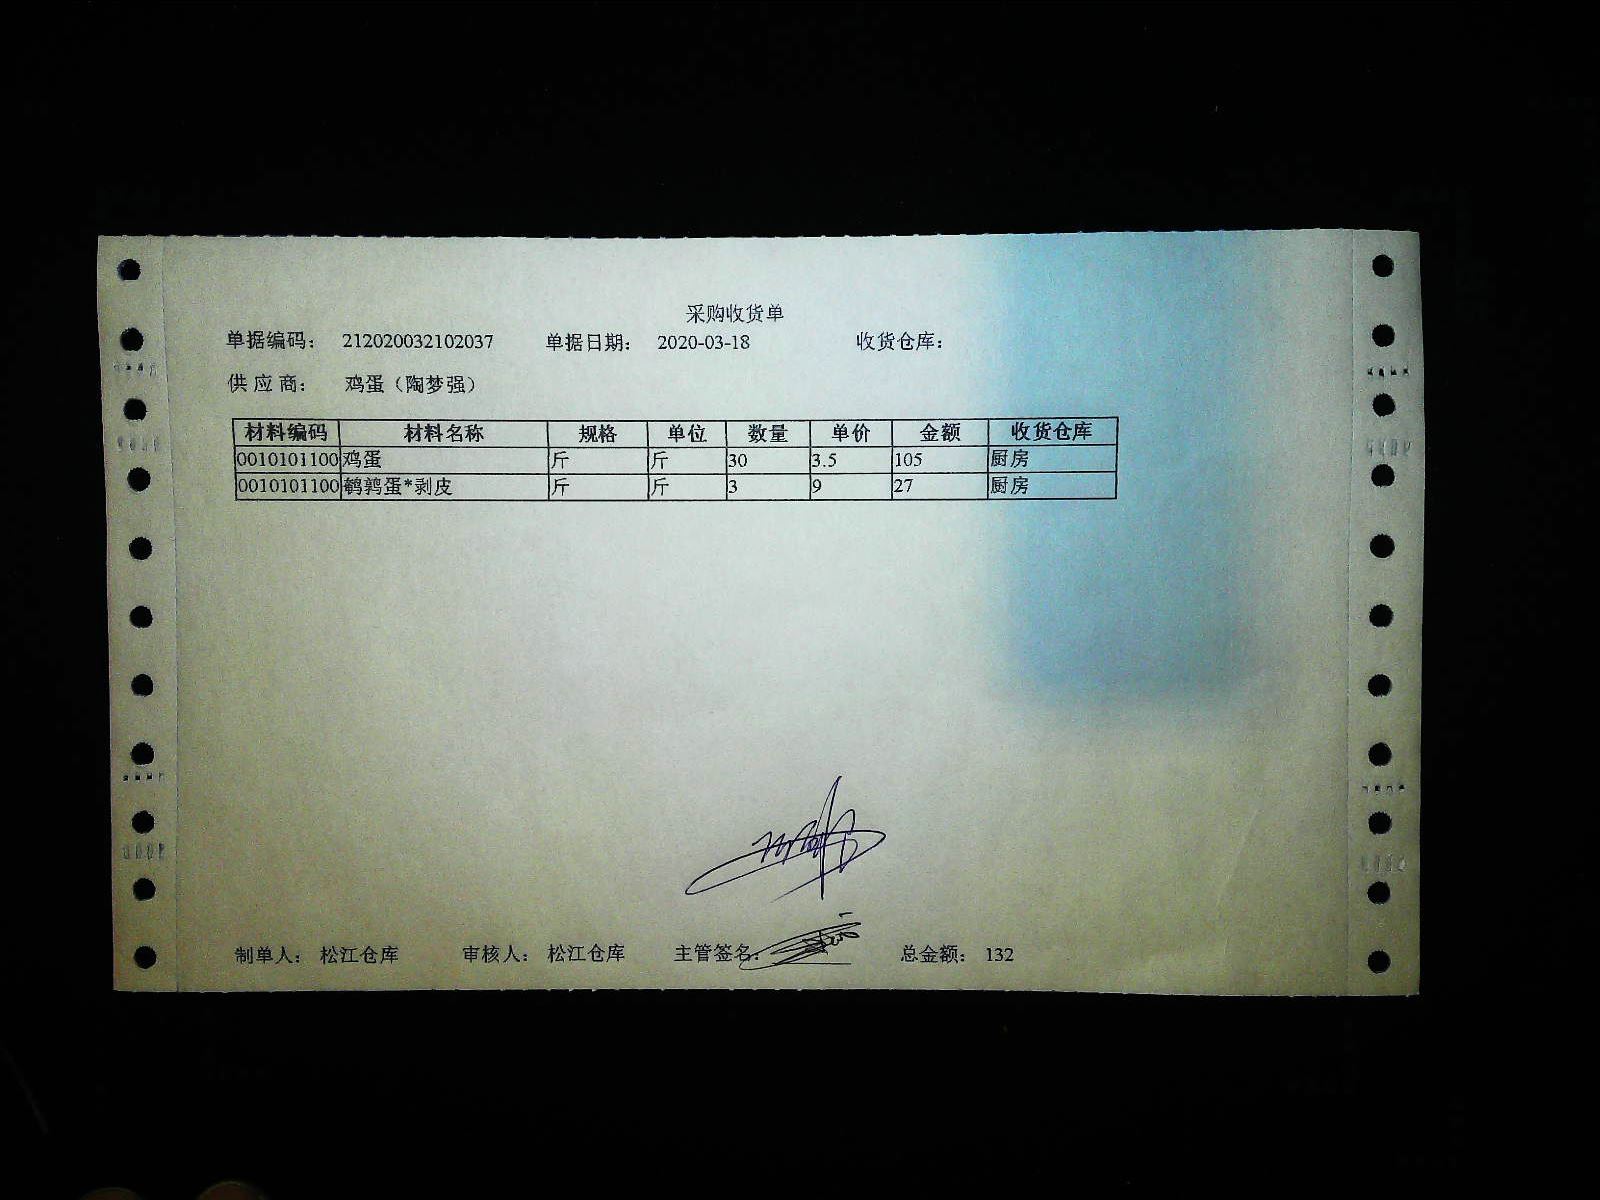 采购收货单
单据编码： 212020032102037 单据日期： 2020-03-18 收货仓库：
供应商： 鸡蛋（陶梦强）
材料编码 材料名称 规格 单位 数量 单价 金额 收货仓库
0010101100 鸡蛋 斤 斤 30 3.5 105 厨房
0010101100 鹌鹑蛋*剥皮 斤 斤 3 9 27 厨房
制单人： 松江仓库 审核人： 松江仓库 主管签名： 总金额： 132